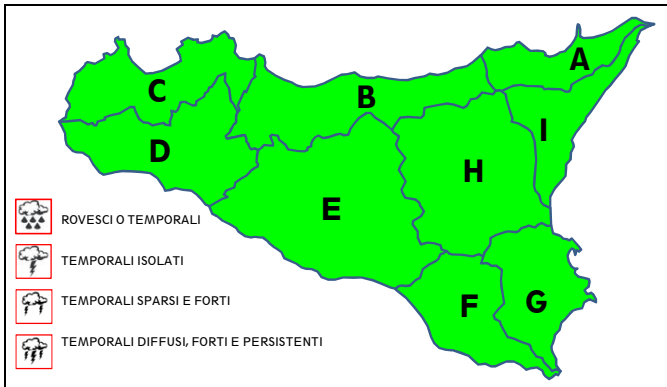 A
C
B
I
D
H
E
ROVESCI O TEMPORALI
TEMPORALI ISOLATI
F
G
TEMPORALI SPARSI E FORTI
TEMPORALI DIFFUSI, FORTI E PERSISTENTI